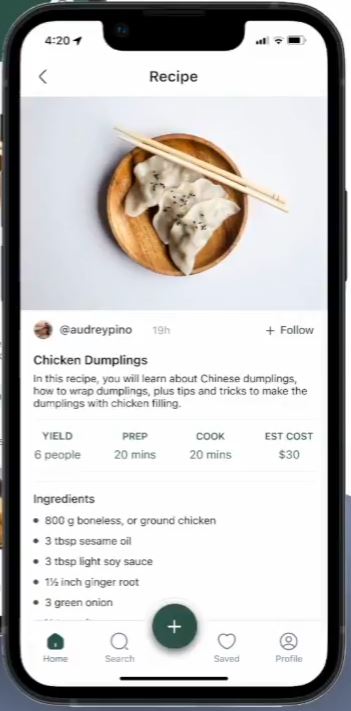 4:20
Recipe
@audreypino 19h + Follow
Chicken Dumplings
In this recipe, you will learn about Chinese dumplings,
how to wrap dumplings, plus tips and tricks to make the
dumplings with chicken filling.
YIELD PREP COOK EST COST
6 people 20 mins 20 mins $30
Ingredients
• 800 g boneless, or ground chicken
• 3 tbsp sesame oil
• 3 tbsp light soy sauce
• 1½ inch ginger root
• 3 green onion
+
Home Search Saved Profile